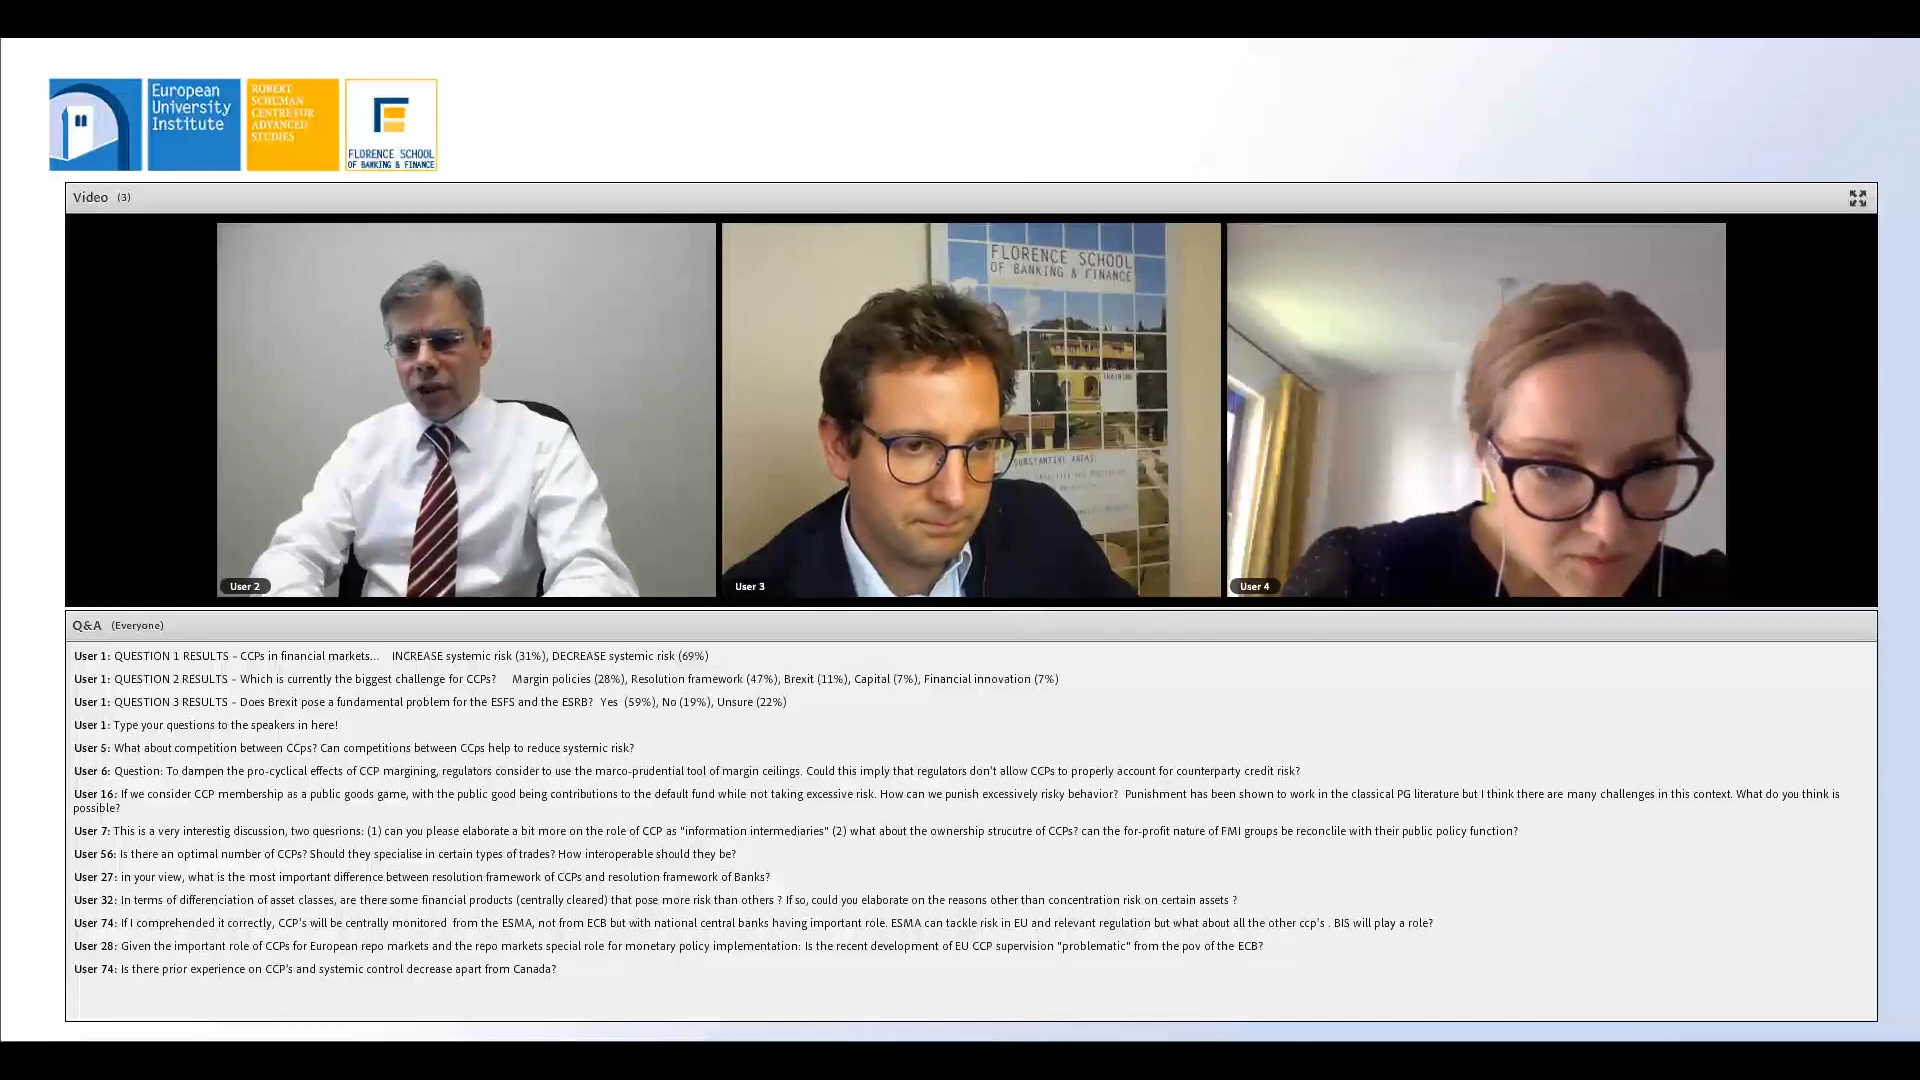 European
University
Institute
ROBERT
SCHUMAN
CENTRE FOR
ADVANCED
STUDIES
FLORENCE SCHOOL
OF BANKING & FINANCE
Video (3)
FLORENCE SCHOOL
OF BANKING & FINANCE
TRAINING
SUBSTANTIVE AREAS:
User 2
User 3
User 4
Q&A (Everyone)
User 1: QUESTION 1 RESULTS - CCPs in financial markets... INCREASE systemic risk (31%), DECREASE systemic risk (69%)
User 1: QUESTION 2 RESULTS - Which is currently the biggest challenge for CCPs? Margin policies (28%), Resolution framework (47%), Brexit (11%), Capital (7%), Financial innovation (7%)
User 1: QUESTION 3 RESULTS - Does Brexit pose a fundamental problem for the ESFS and the ESRB? Yes (59%), No (19%), Unsure (22%)
User 1: Type your questions to the speakers in here!
User 5: What about competition between CCps? Can competitions between CCps help to reduce systemic risk?
User 6: Question: To dampen the pro-cyclical effects of CCP margining, regulators consider to use the marco-prudential tool of margin ceilings. Could this imply that regulators don't allow CCPs to properly account for counterparty credit risk?
User 16: If we consider CCP membership as a public goods game, with the public good being contributions to the default fund while not taking excessive risk. How can we punish excessively risky behavior? Punishment has been shown to work in the classical PG literature but I think there are many challenges in this context. What do you think is
possible?
User 7: This is a very interestig discussion, two quesrions: (1) can you please elaborate a bit more on the role of CCP as "information intermediaries" (2) what about the ownership strucutre of CCPs? can the for-profit nature of FMI groups be reconclile with their public policy function?
User 56: Is there an optimal number of CCPs? Should they specialise in certain types of trades? How interoperable should they be?
User 27: in your view, what is the most important difference between resolution framework of CCPs and resolution framework of Banks?
User 32: In terms of differenciation of asset classes, are there some financial products (centrally cleared) that pose more risk than others ? If so, could you elaborate on the reasons other than concentration risk on certain assets ?
User 74: If I comprehended it correctly, CCP's will be centrally monitored from the ESMA, not from ECB but with national central banks having important role. ESMA can tackle risk in EU and relevant regulation but what about all the other ccp's . BIS will play a role?
User 28: Given the important role of CCPs for European repo markets and the repo markets special role for monetary policy implementation: Is the recent development of EU CCP supervision "problematic" from the pov of the ECB?
User 74: Is there prior experience on CCP's and systemic control decrease apart from Canada?